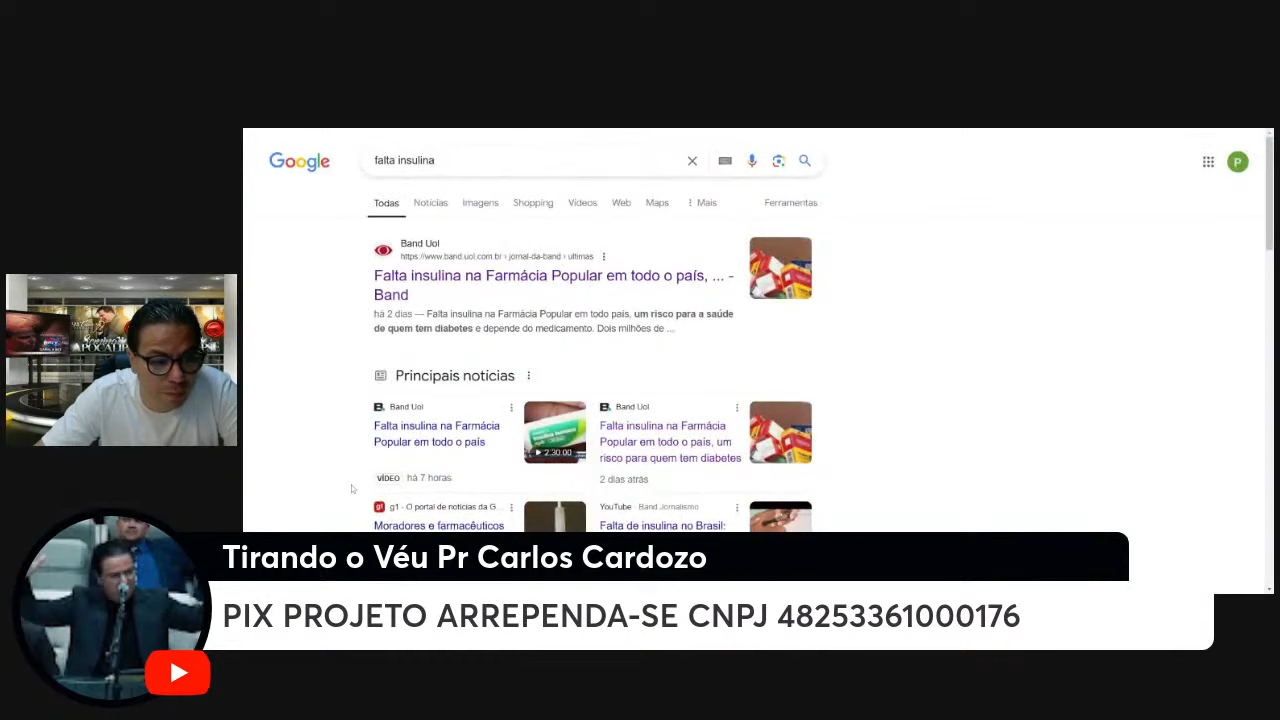 Google
falta insulina
P
Todas Notícias Imagens Shopping Vídeos Web Maps Mais Ferramentas
Band Uol
https://www.band.uol.com.br › jornal-da-band › ultimas
Falta insulina na Farmácia Popular em todo o país, ... -
Band
há 2 dias — Falta insulina na Farmácia Popular em todo país, um risco para a saúde
de quem tem diabetes e depende do medicamento. Dois milhões de ...
Principais notícias
Band Uol
Falta insulina na Farmácia
Popular em todo o país
2:30:00
VÍDEO há 7 horas
Band Uol
Falta insulina na Farmácia
Popular em todo o país, um
risco para quem tem diabetes
2 dias atrás
g1 - O portal de notícias da G...
Moradores e farmacêuticos
YouTube Band Jornalismo
Falta de insulina no Brasil:
APOCALIP
Tirando o Véu Pr Carlos Cardozo
PIX PROJETO ARREPENDA-SE CNPJ 48253361000176